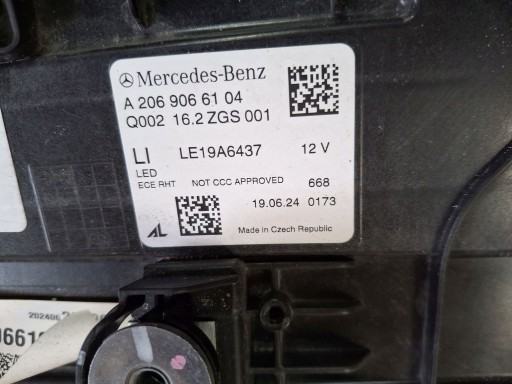 Mercedes-Benz
A 206 906 61 04
Q002 16.2 ZGS 001
LI LE19A6437 12 V
LED
ECE RHT NOT CCC APPROVED 668
19.06.24 0173
AL Made in Czech Republic